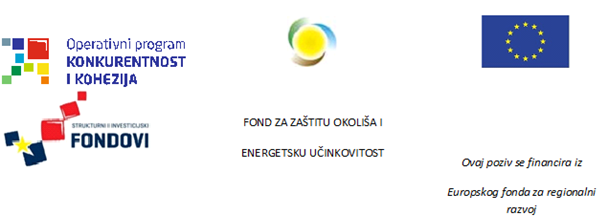 Operativni program
KONKURENTNOST
I KOHEZIJA
STRUKTURNI I INVESTICIJSKI
FONDOVI
FOND ZA ZAŠTITU OKOLIŠA I
ENERGETSKU UČINKOVITOST
Ovaj poziv se financira iz
Europskog fonda za regionalni
razvoj